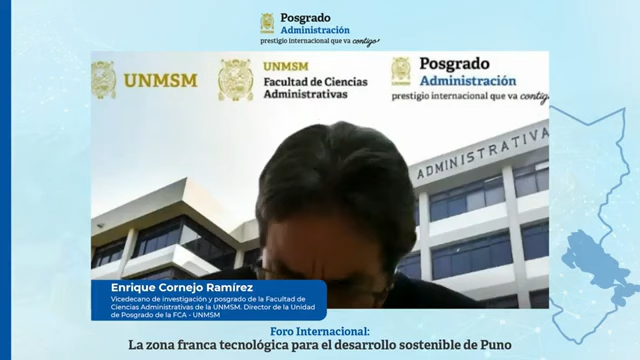 Posgrado
Administración
prestigio internacional que va contigo
UNMSM
UNMSM
Facultad de Ciencias
Administrativas
Posgrado
Administración
prestigio internacional que va contigo
ADMINISTRATIVA
Enrique Cornejo Ramírez
Vicedecano de investigación y posgrado de la Facultad de
Ciencias Administrativas de la UNMSM. Director de la Unidad
de Posgrado de la FCA - UNMSM
Foro Internacional:
La zona franca tecnológica para el desarrollo sostenible de Puno